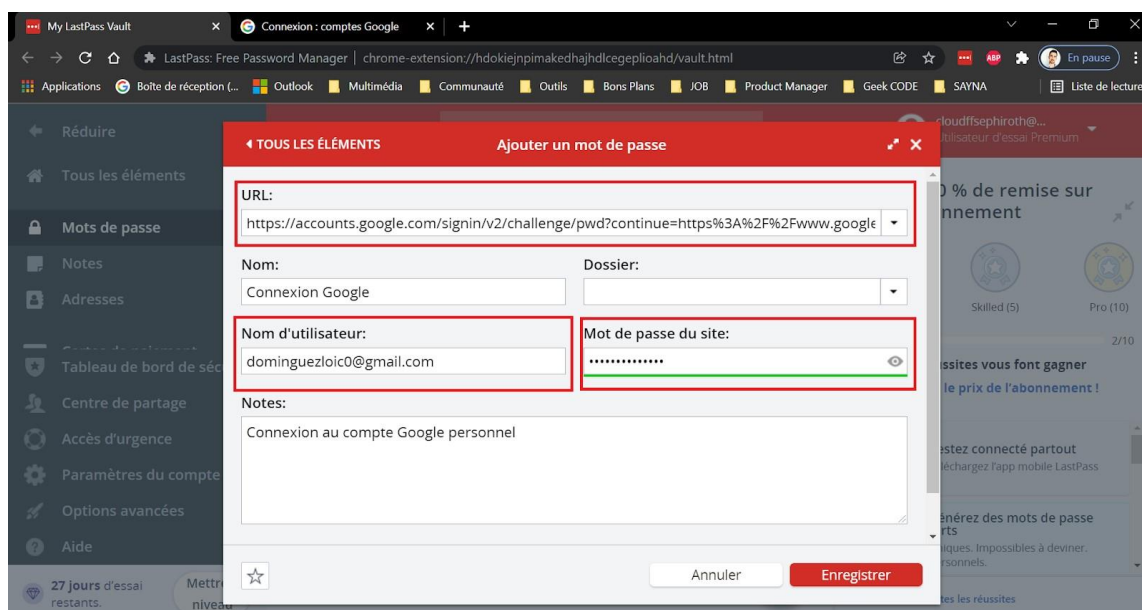 My LastPass Vault
Connexion : comptes Google
LastPass: Free Password Manager | chrome-extension://hdokiejnpimakedhajhdlcegeplioahd/vault.html
En pause
Applications
Boîte de réception (...
Outlook
Multimédia
Communauté
Outils
Bons Plans
JOB
Product Manager
Geek CODE
SAYNA
Liste de lecture
ABP
Réduire
Tous les éléments
Mots de passe
Notes
Adresses
Tableau de bord de séc
Centre de partage
Accès d'urgence
Paramètres du compte
Options avancées
Aide
27 jours d'essai
restants.
Mettre
niveau
TOUS LES ÉLÉMENTS
Ajouter un mot de passe
URL:
https://accounts.google.com/signin/v2/challenge/pwd?continue=https%3A%2F%2Fwww.google
Nom:
Dossier:
Connexion Google
Nom d'utilisateur:
Mot de passe du site:
dominguezloic0@gmail.com
••••••••••••••
Notes:
Connexion au compte Google personnel
Annuler
Enregistrer
cloudffsephiroth@...
Utilisateur d'essai Premium
0 % de remise sur
nnement
Skilled (5)
Pro (10)
2/10
ussites vous font gagner
le prix de l'abonnement !
estez connecté partout
léchargez l'app mobile LastPass
énérez des mots de passe
rts
iques. Impossibles à deviner.
rsonnels.
tes les réussites